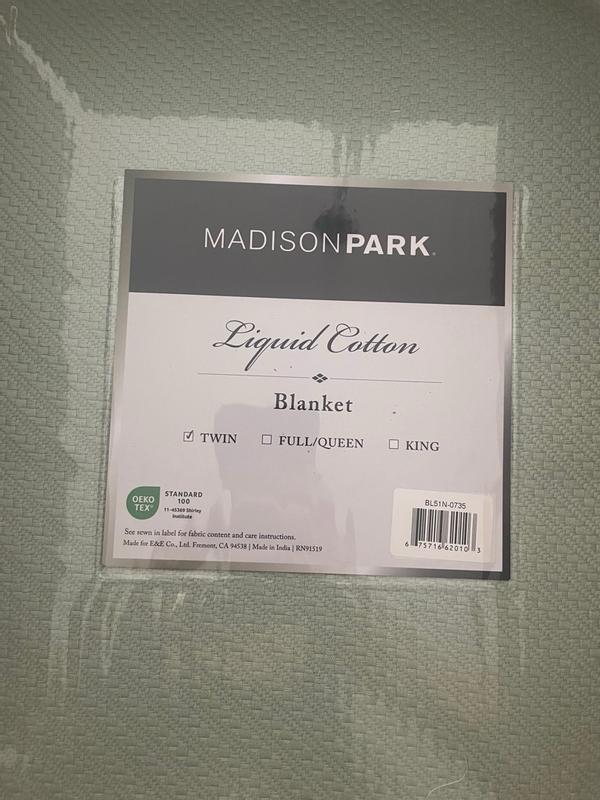 MADISONPARK®
Liquid Cotton
Blanket
☑ TWIN ☐ FULL/QUEEN ☐ KING
OEKO
TEX®
STANDARD
100
11-45369 Shirley
Institute
See sewn in label for fabric content and care instructions.
Made for E&E Co., Ltd. Fremont, CA 94538 | Made in India | RN91519
BL51N-0735
6 75716 62010 3